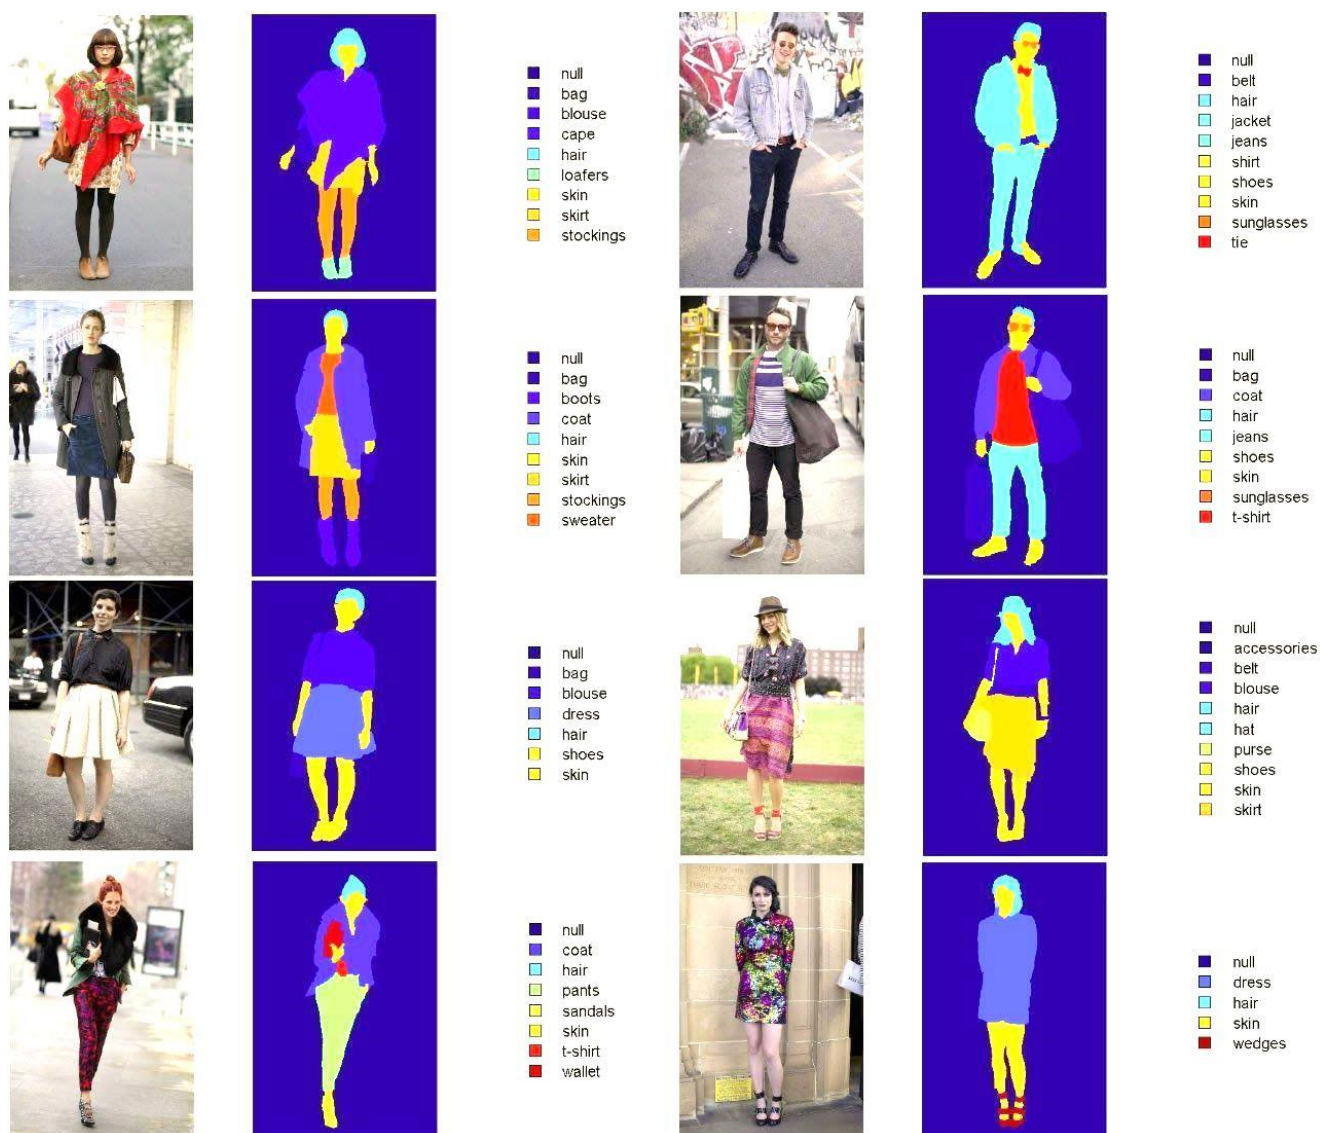 null
bag
blouse
cape
hair
loafers
skin
skirt
stockings
null
belt
hair
jacket
jeans
shirt
shoes
skin
sunglasses
tie
null
bag
boots
coat
hair
skin
skirt
stockings
sweater
null
bag
coat
hair
jeans
shoes
skin
sunglasses
t-shirt
null
bag
blouse
dress
hair
shoes
skin
null
accessories
belt
blouse
hair
hat
purse
shoes
skin
skirt
null
coat
hair
pants
sandals
skin
t-shirt
wallet
null
dress
hair
skin
wedges